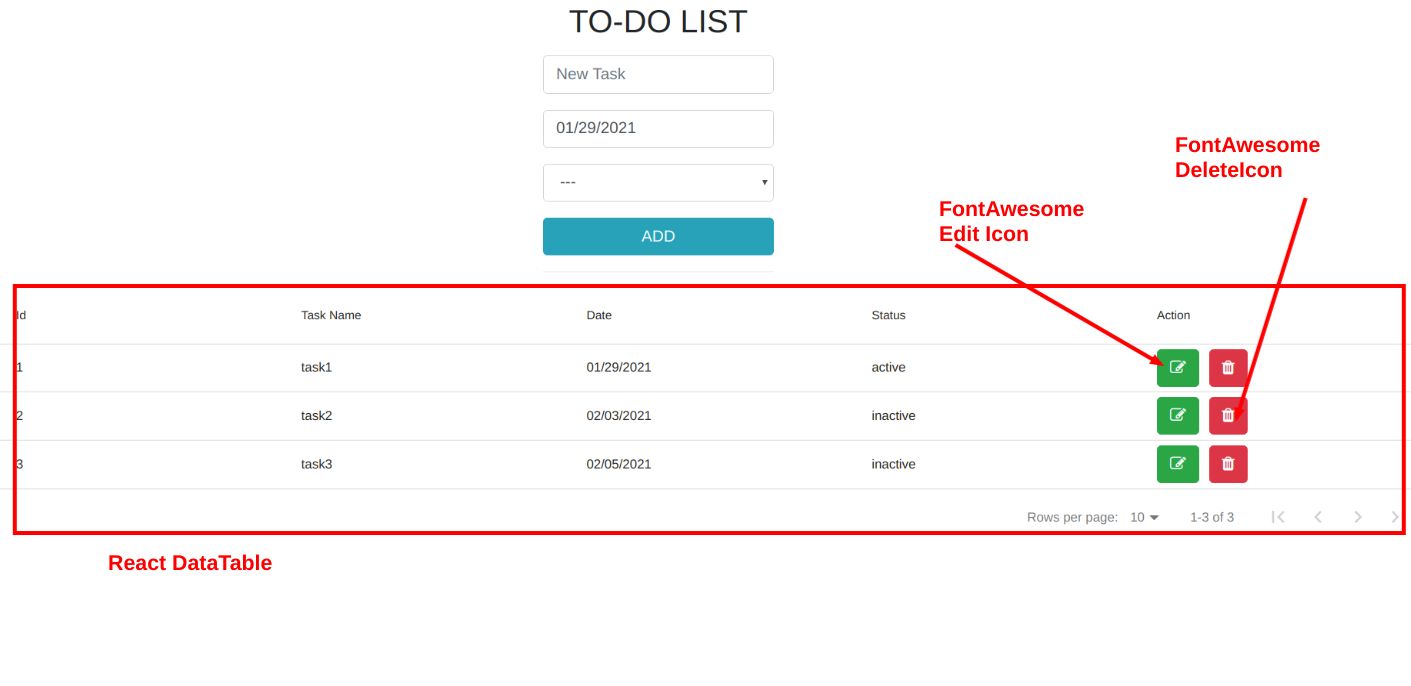 TO-DO LIST
New Task
01/29/2021
---
ADD
FontAwesome
DeleteIcon
FontAwesome
Edit Icon
Id Task Name Date Status Action
1 task1 01/29/2021 active
2 task2 02/03/2021 inactive
3 task3 02/05/2021 inactive
Rows per page: 10 1-3 of 3
React DataTable